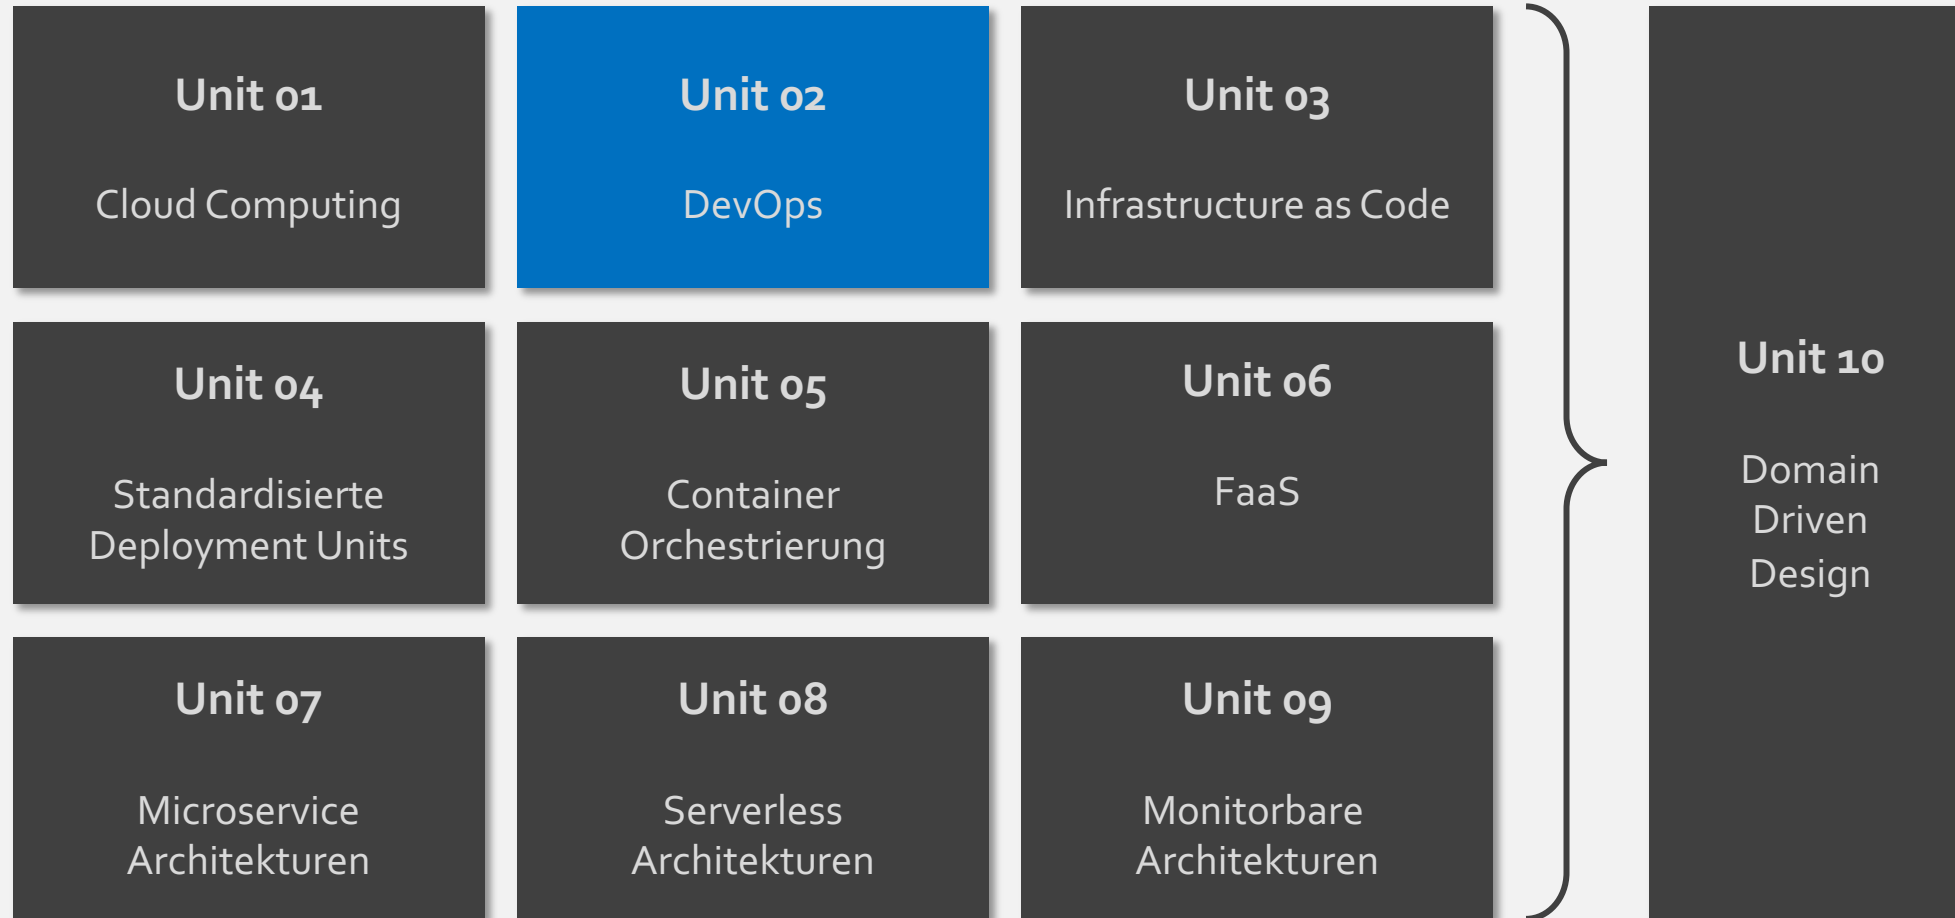 Unit 01
Cloud Computing
Unit 02
DevOps
Unit 03
Infrastructure as Code
Unit 04
Standardisierte
Deployment Units
Unit 05
Container
Orchestrierung
Unit 06
FaaS
Unit 07
Microservice
Architekturen
Unit 08
Serverless
Architekturen
Unit 09
Monitorbare
Architekturen
Unit 10
Domain
Driven
Design